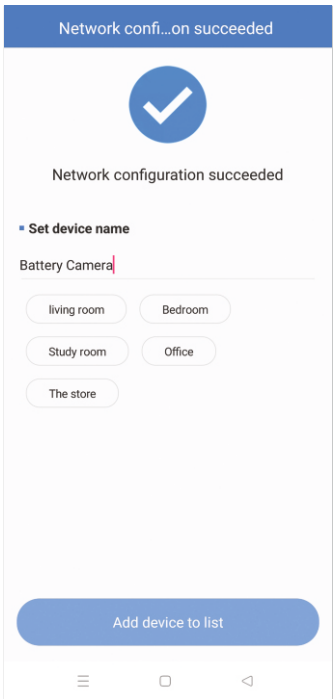 Network confi...on succeeded
Network configuration succeeded
Set device name
Battery Camera
living room
Bedroom
Study room
Office
The store
Add device to list